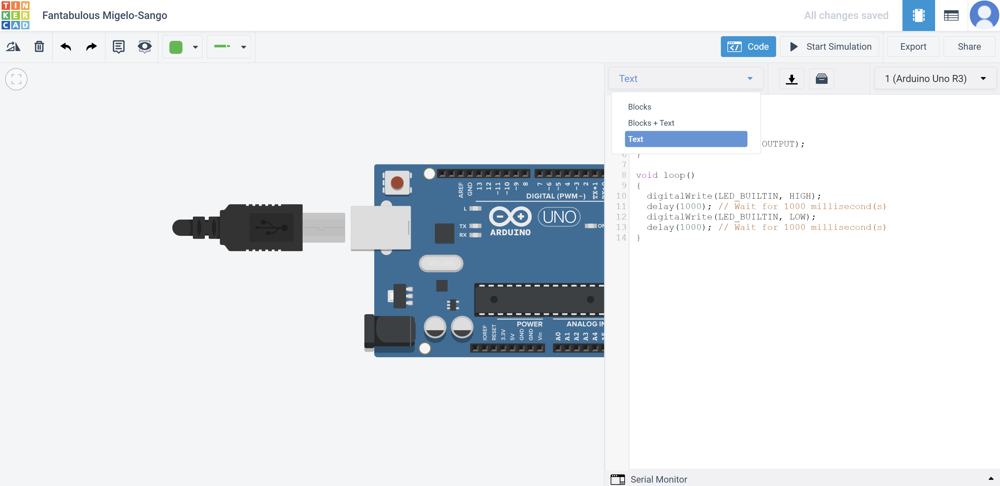 TIN
KER
CAD
Fantabulous Migelo-Sango
All changes saved
Code
Start Simulation
Export
Share
Text
1 (Arduino Uno R3)
Blocks
Blocks + Text
Text
OUTPUT);
6 }
7
8 void loop()
9 {
10 digitalWrite(LED_BUILTIN, HIGH);
11 delay(1000); // Wait for 1000 millisecond(s)
12 digitalWrite(LED_BUILTIN, LOW);
13 delay(1000); // Wait for 1000 millisecond(s)
14 }
AREF GND 13 12 ~11 ~10 ~9 8 7 ~6 ~5 4 ~3 2 TX→1
DIGITAL (PWM~)
L
UNO
TX
ON
RX
ARDUINO
SPK16.000G
POWER
ANALOG IN
IOREF RESET 3.3V 5V GND GND Vin A0 A1 A2 A3 A4
Serial Monitor